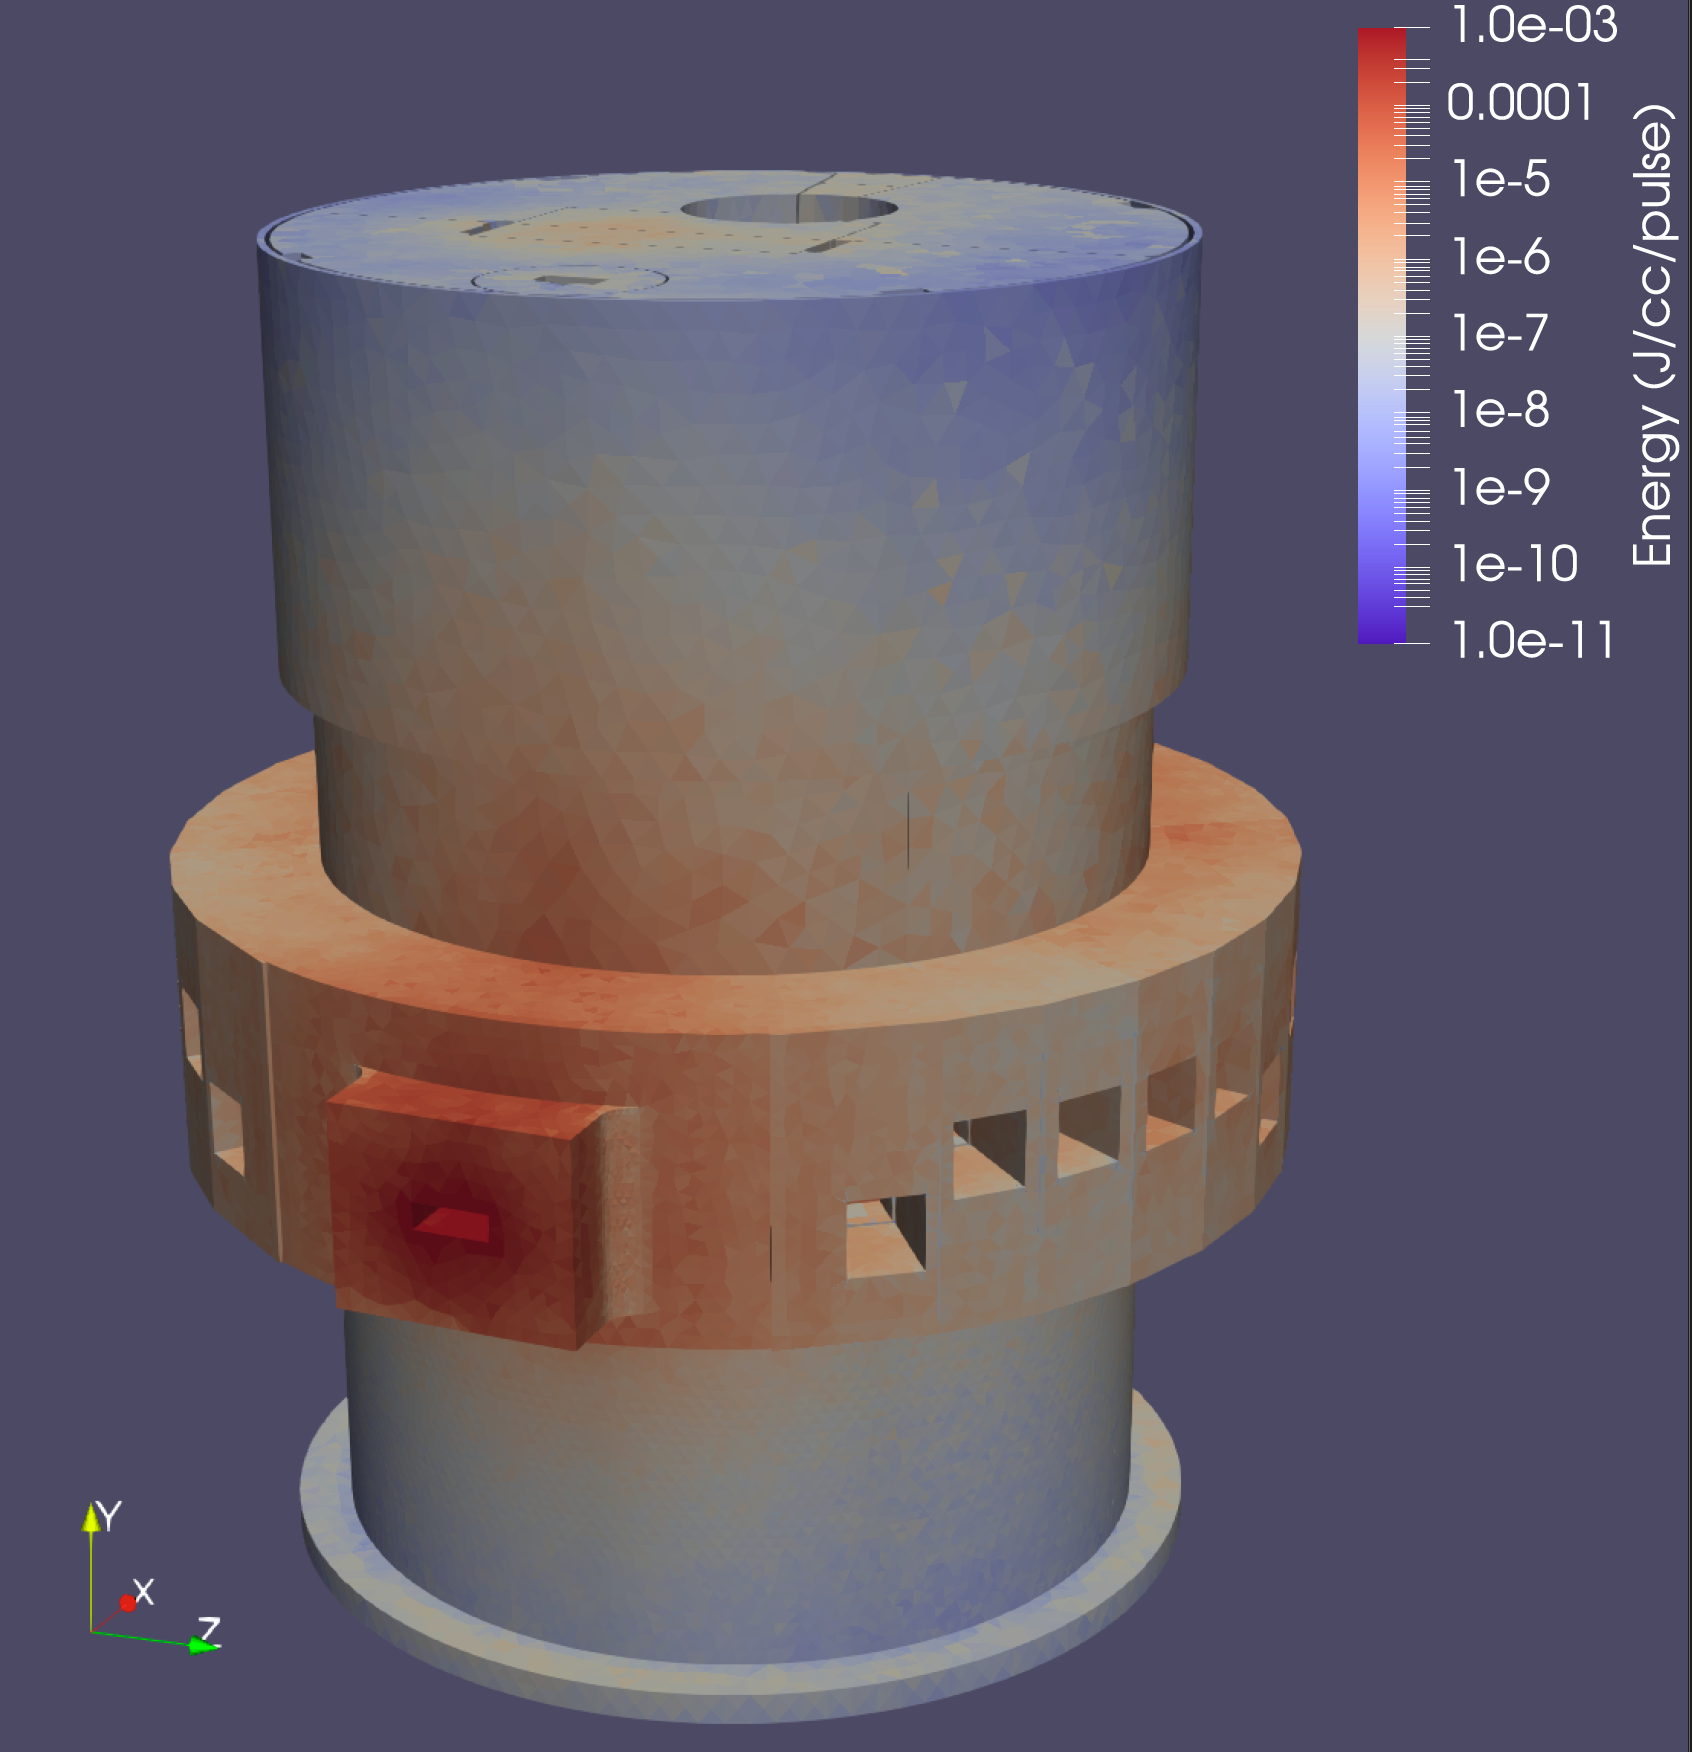 1.0e-03
0.0001
1e-5
1e-6
1e-7
1e-8
1e-9
1e-10
1.0e-11
Energy (J/cc/pulse)
Y
X
Z